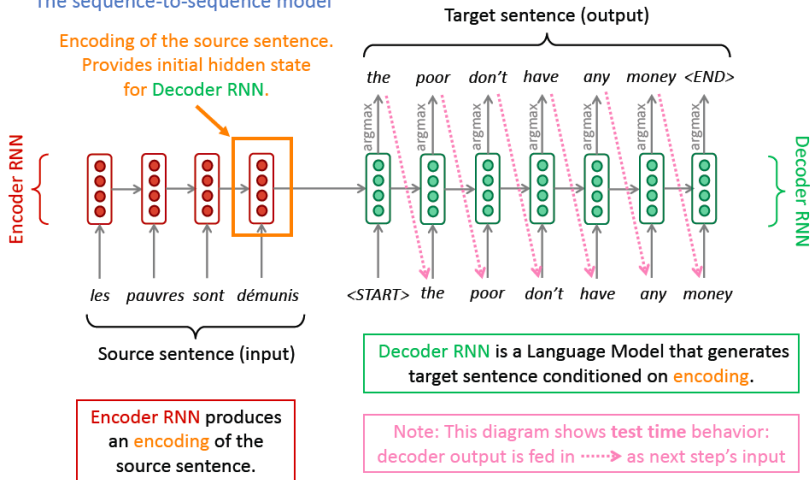 The sequence-to-sequence model
Target sentence (output)
Encoding of the source sentence.
Provides initial hidden state
for Decoder RNN.
the poor don't have any money <END>
argmax argmax argmax argmax argmax argmax argmax
Encoder RNN
Decoder RNN
les pauvres sont démunis
<START> the poor don't have any money
Source sentence (input)
Decoder RNN is a Language Model that generates
target sentence conditioned on encoding.
Encoder RNN produces
an encoding of the
source sentence.
Note: This diagram shows test time behavior:
decoder output is fed in as next step's input